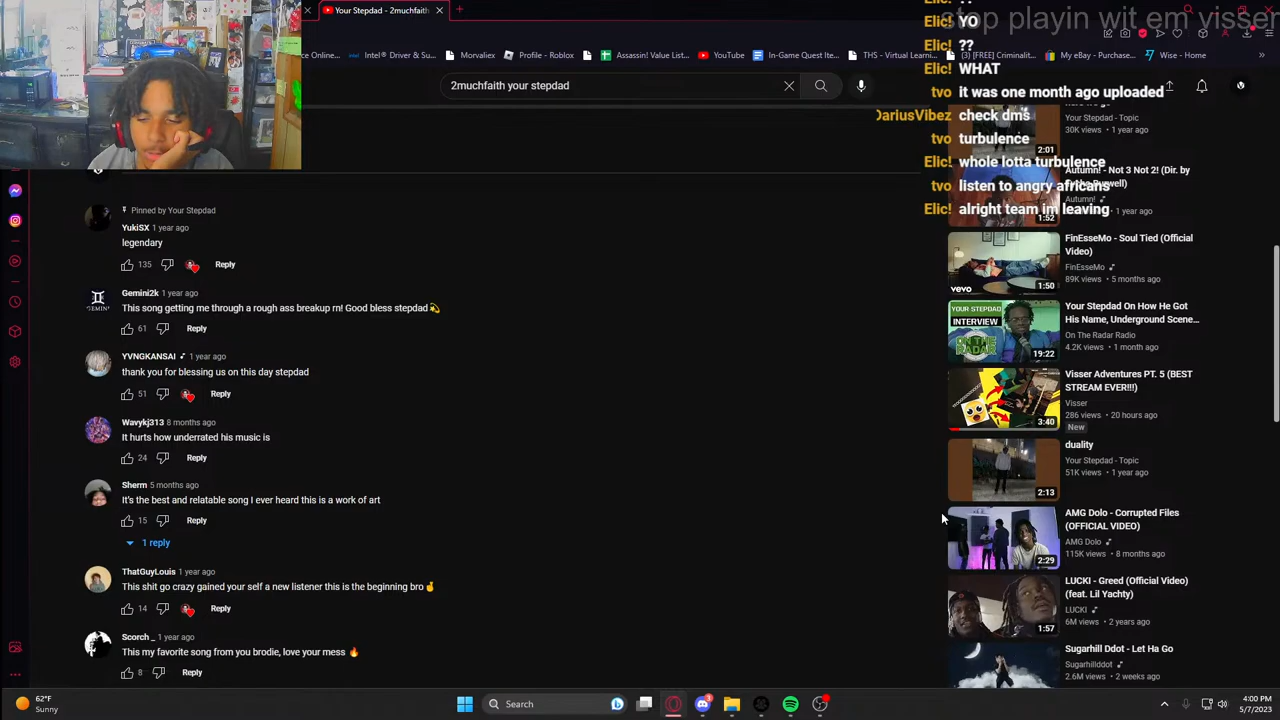 Your Stepdad - 2muchfaith
stop playin wit em visser
Elic! YO
Elic! ??
Elic! WHAT
tvo it was one month ago uploaded
DariusVibez check dms
tvo turbulence
Elic! whole lotta turbulence
tvo listen to angry africans
Elic! alright team im leaving
Intel® Driver & Su...
Morvaliex
Profile - Roblox
Assassin! Value List...
YouTube
In-Game Quest Ite...
THS - Virtual Learni...
(3) [FREE] Criminalit...
My eBay - Purchase...
Wise - Home
2muchfaith your stepdad
Pinned by Your Stepdad
YukiSX 1 year ago
legendary
135 Reply
Gemini2k 1 year ago
This song getting me through a rough ass breakup rn! Good bless stepdad💫
61 Reply
YVNGKANSAI 1 year ago
thank you for blessing us on this day stepdad
51 Reply
Wavykj313 8 months ago
It hurts how underrated his music is
24 Reply
Sherm 5 months ago
It's the best and relatable song I ever heard this is a work of art
15 Reply
1 reply
ThatGuyLouis 1 year ago
This shit go crazy gained your self a new listener this is the beginning bro🤞
14 Reply
Scorch _ 1 year ago
This my favorite song from you brodie, love your mess 🔥
8 Reply
Your Stepdad - Topic
30K views • 1 year ago
2:01
Autumn! - Not 3 Not 2! (Dir. by
Autumn!
1 year ago
1:52
FinEsseMo - Soul Tied (Official
Video)
FinEsseMo
89K views • 5 months ago
vevo
1:50
Your Stepdad On How He Got
His Name, Underground Scene...
On The Radar Radio
4.2K views • 1 month ago
YOUR STEPDAD
INTERVIEW
ON THE
RADAR
19:22
Visser Adventures PT. 5 (BEST
STREAM EVER!!!)
Visser
286 views • 20 hours ago
New
3:40
duality
Your Stepdad - Topic
51K views • 1 year ago
2:13
AMG Dolo - Corrupted Files
(OFFICIAL VIDEO)
AMG Dolo
115K views • 8 months ago
2:29
LUCKI - Greed (Official Video)
(feat. Lil Yachty)
LUCKI
6M views • 2 years ago
1:57
Sugarhill Ddot - Let Ha Go
Sugarhillddot
2.6M views • 2 weeks ago
62°F
Sunny
Search
4:00 PM
5/7/2023